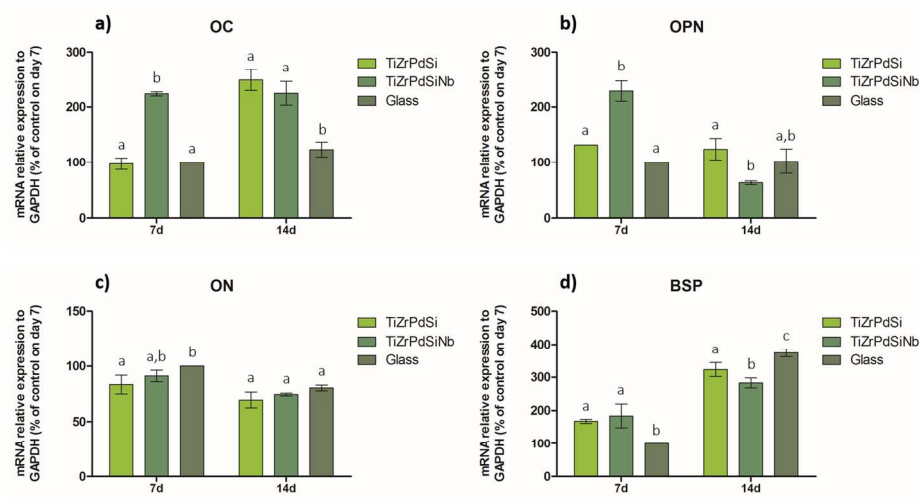 a) OC
mRNA relative expression to
GAPDH (% of control on day 7)
300
200
100
0
a
b
a
a
a
b
7d
14d
TiZrPdSi
TiZrPdSiNb
Glass
b) OPN
mRNA relative expression to
GAPDH (% of control on day 7)
300
200
100
0
a
b
a
a
b
a,b
7d
14d
TiZrPdSi
TiZrPdSiNb
Glass
c) ON
mRNA relative expression to
GAPDH (% of control on day 7)
150
100
50
0
a
a,b
b
a
a
a
7d
14d
TiZrPdSi
TiZrPdSiNb
Glass
d) BSP
mRNA relative expression to
GAPDH (% of control on day 7)
500
400
300
200
100
0
a
a
b
a
b
c
7d
14d
TiZrPdSi
TiZrPdSiNb
Glass